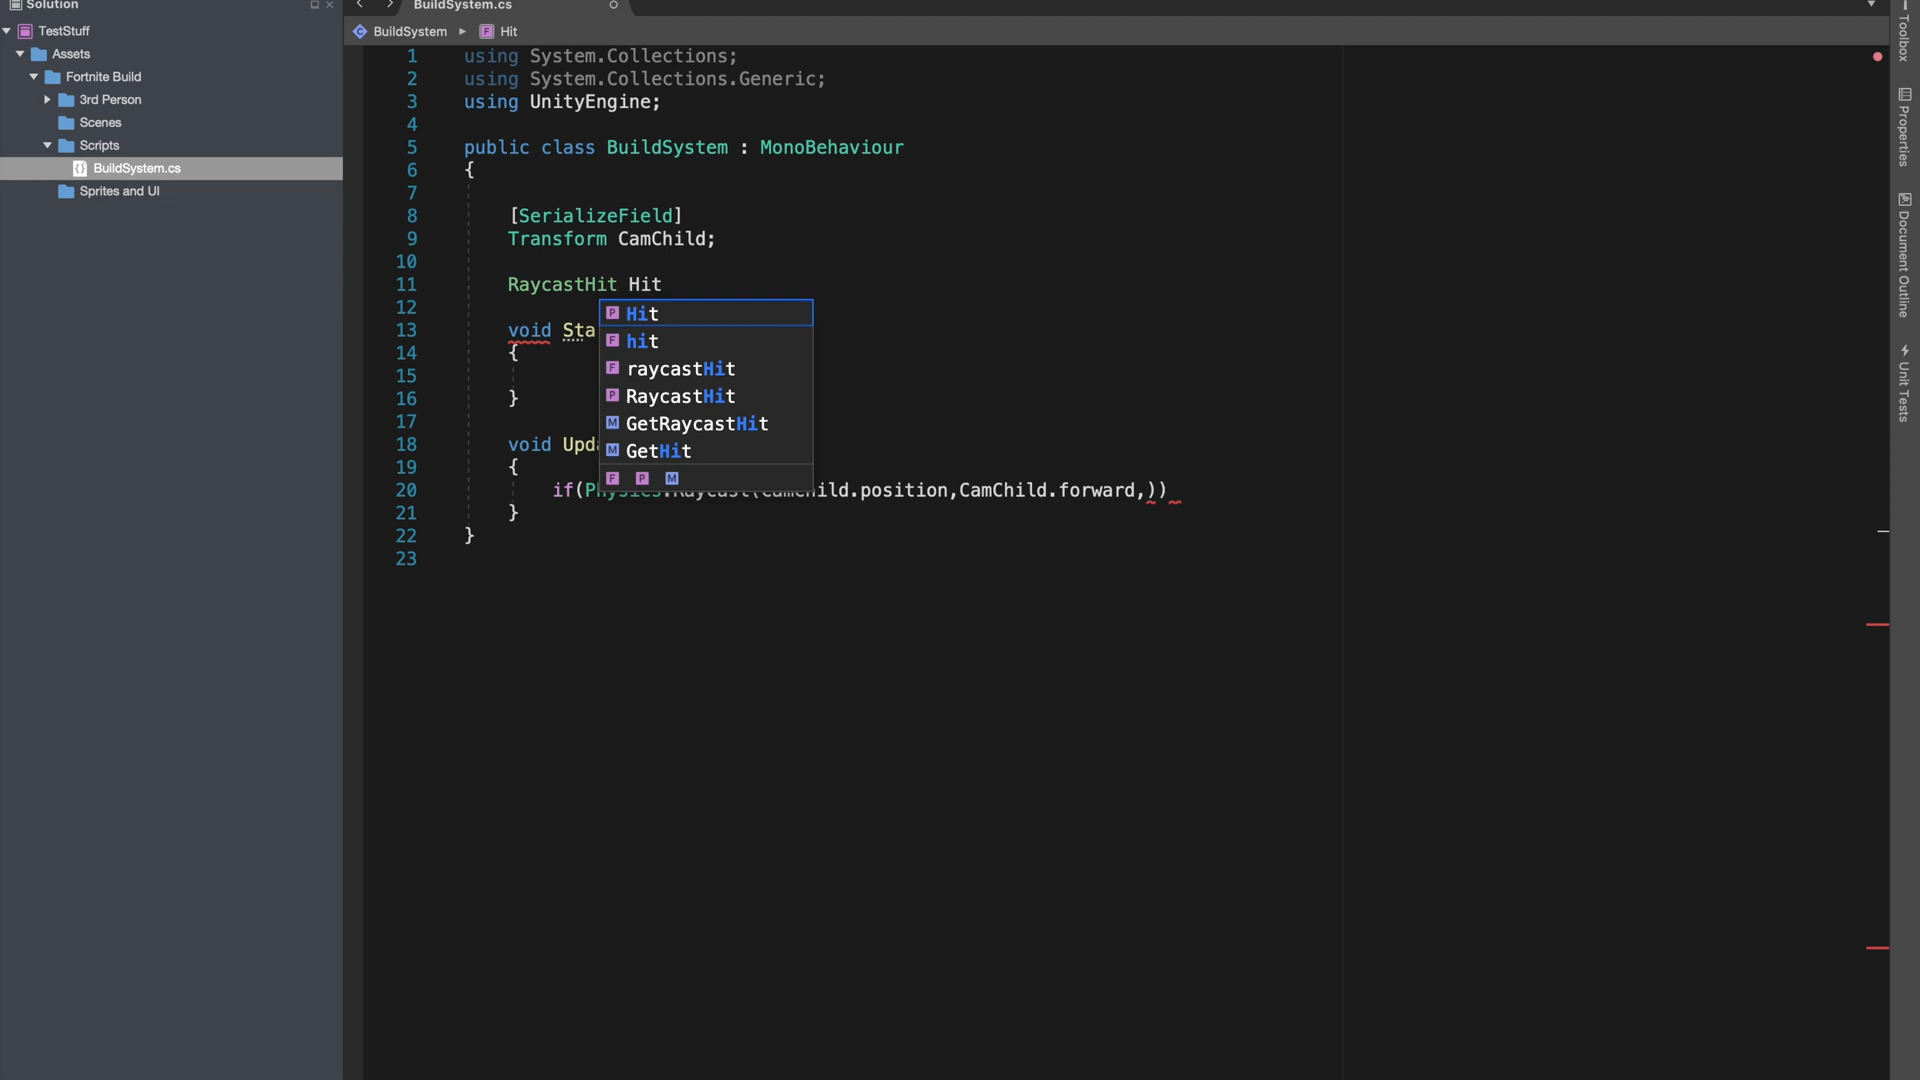 Solution
TestStuff
Assets
Fortnite Build
3rd Person
Scenes
Scripts
BuildSystem.cs
Sprites and UI
BuildSystem.cs
BuildSystem Hit
1 using System.Collections;
2 using System.Collections.Generic;
3 using UnityEngine;
4
5 public class BuildSystem : MonoBehaviour
6 {
7
8 [SerializeField]
9 Transform CamChild;
10
11 RaycastHit Hit
12
13 void Sta
14 {
15
16 }
17
18 void Upd
19 {
20 if(Physics.Raycast(CamChild.position,CamChild.forward,))
21 }
22 }
23
P Hit
F hit
F raycastHit
P RaycastHit
M GetRaycastHit
M GetHit
F P M
Toolbox
Properties
Document Outline
Unit Tests